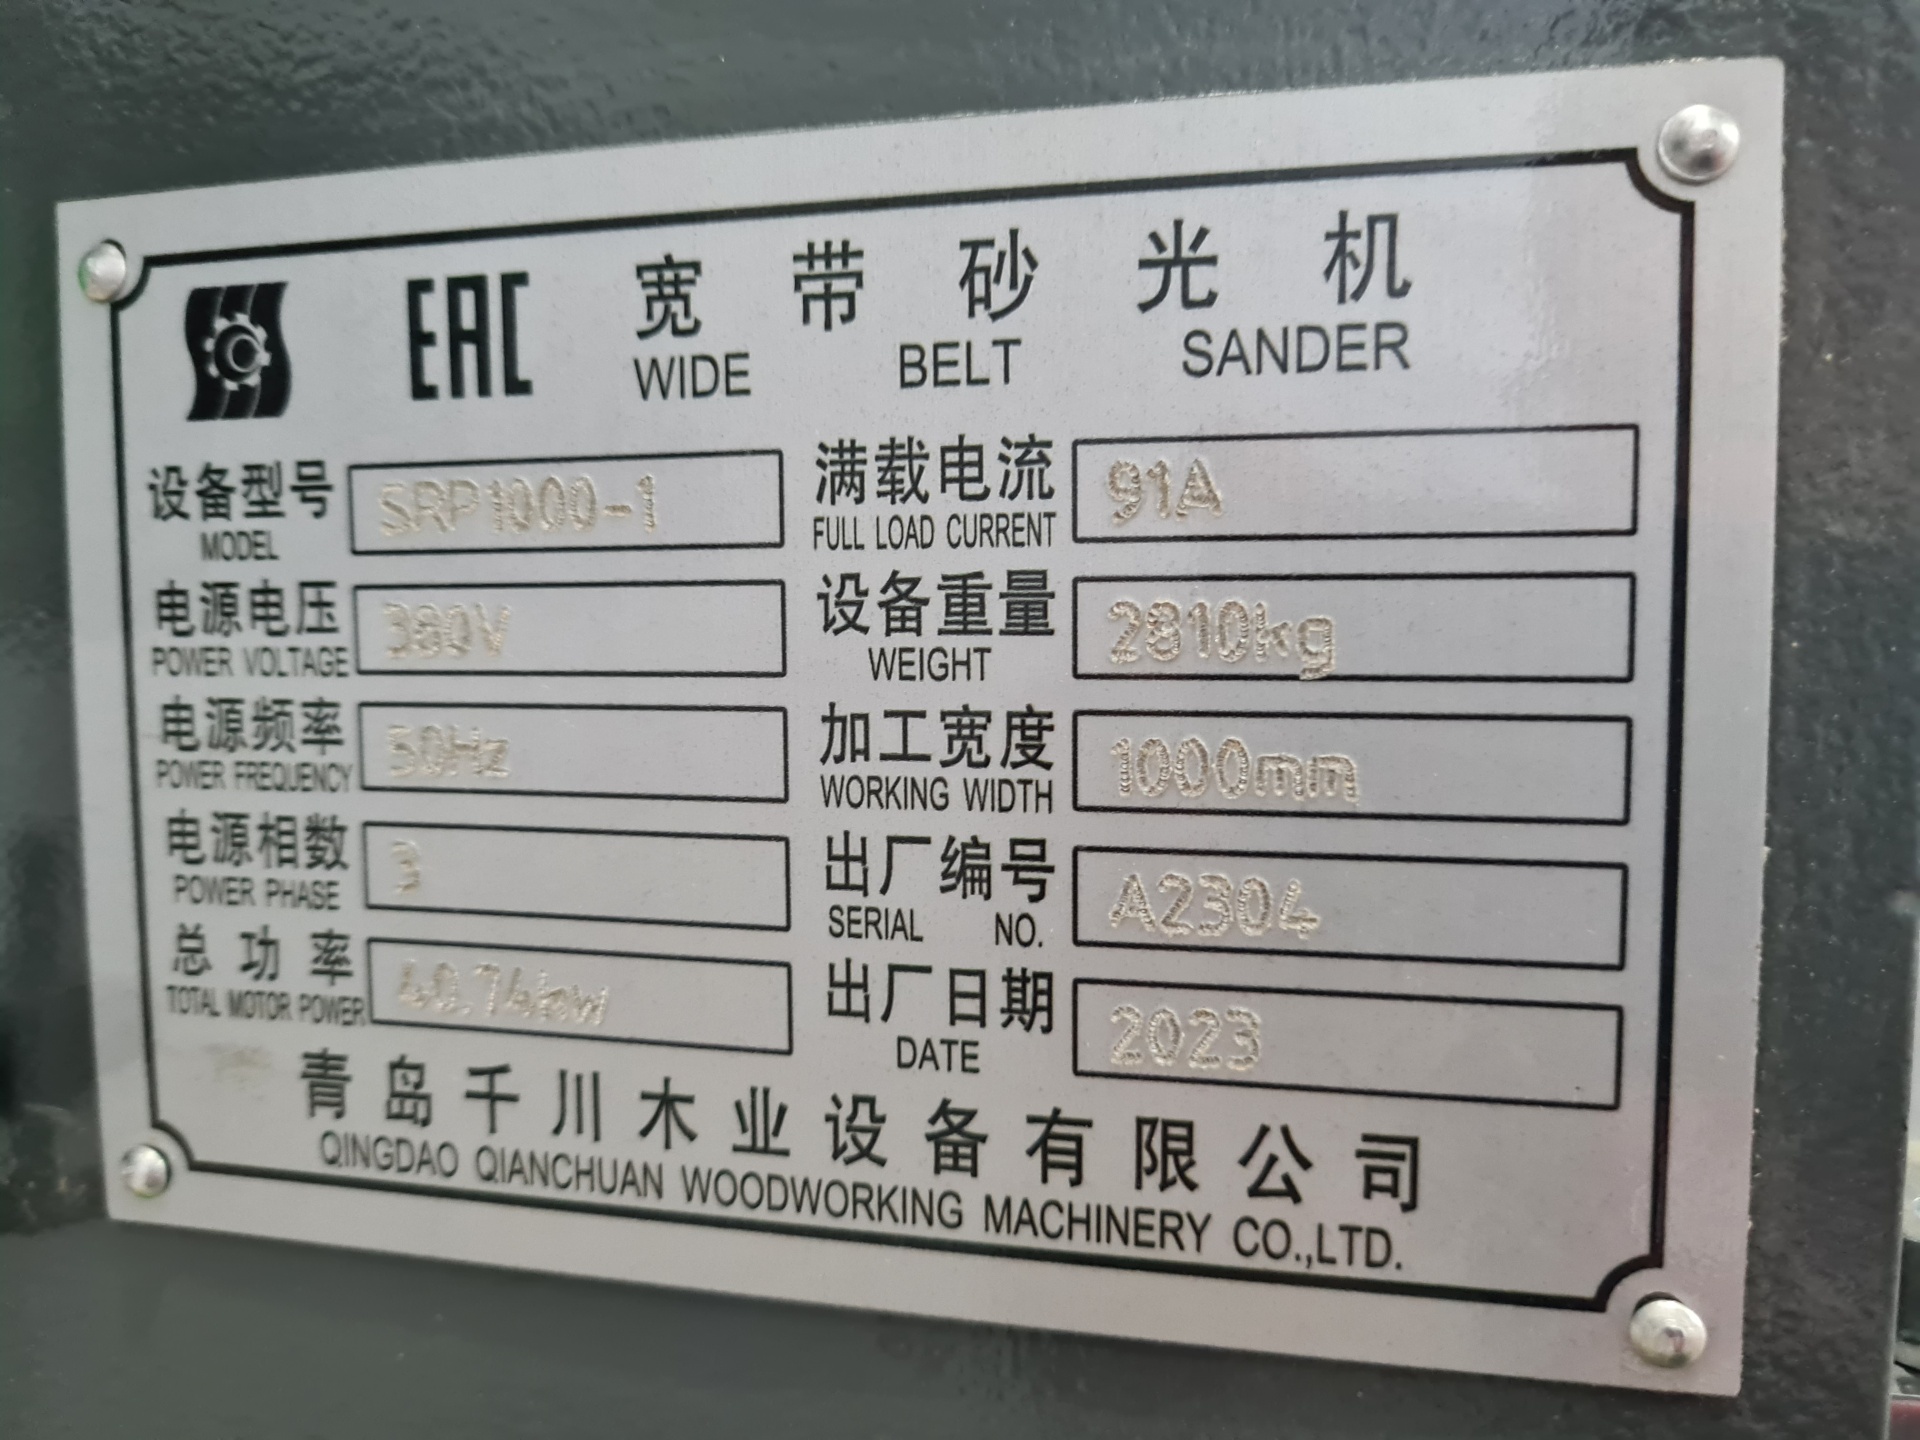 EAC 宽带砂光机
WIDE BELT SANDER
设备型号 SRP1000-1
MODEL
满载电流 91A
FULL LOAD CURRENT
电源电压 380V
POWER VOLTAGE
设备重量 2810kg
WEIGHT
电源频率 50Hz
POWER FREQUENCY
加工宽度 1000mm
WORKING WIDTH
电源相数 3
POWER PHASE
出厂编号 A2304
SERIAL NO.
总功率 40.74kw
TOTAL MOTOR POWER
出厂日期 2023
DATE
青岛千川木业设备有限公司
QINGDAO QIANCHUAN WOODWORKING MACHINERY CO.,LTD.